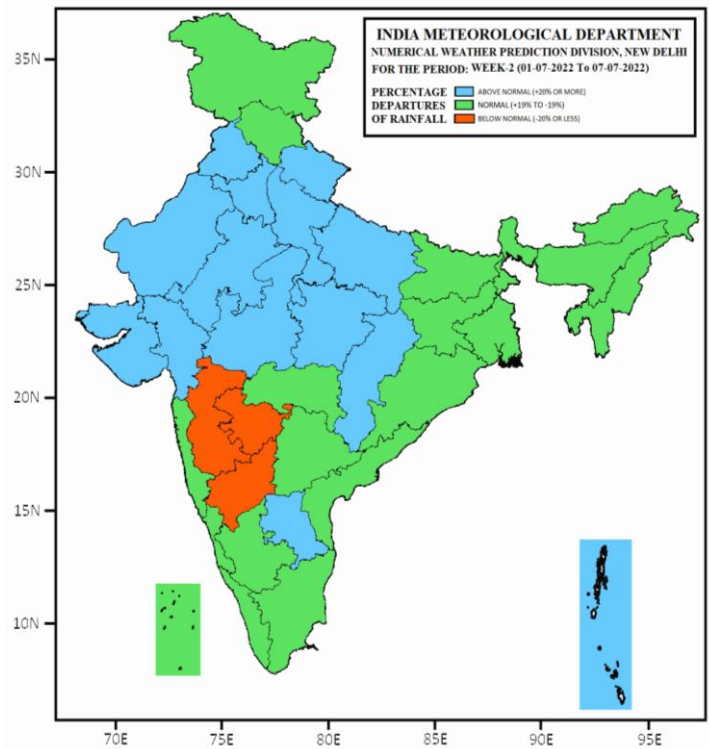 INDIA METEOROLOGICAL DEPARTMENT
NUMERICAL WEATHER PREDICTION DIVISION, NEW DELHI
FOR THE PERIOD: WEEK-2 (01-07-2022 To 07-07-2022)
PERCENTAGE ABOVE NORMAL (+20% OR MORE)
DEPARTURES NORMAL (+19% TO -19%)
OF RAINFALL BELOW NORMAL (-20% OR LESS)
35N
30N
25N
20N
15N
10N
70E 75E 80E 85E 90E 95E